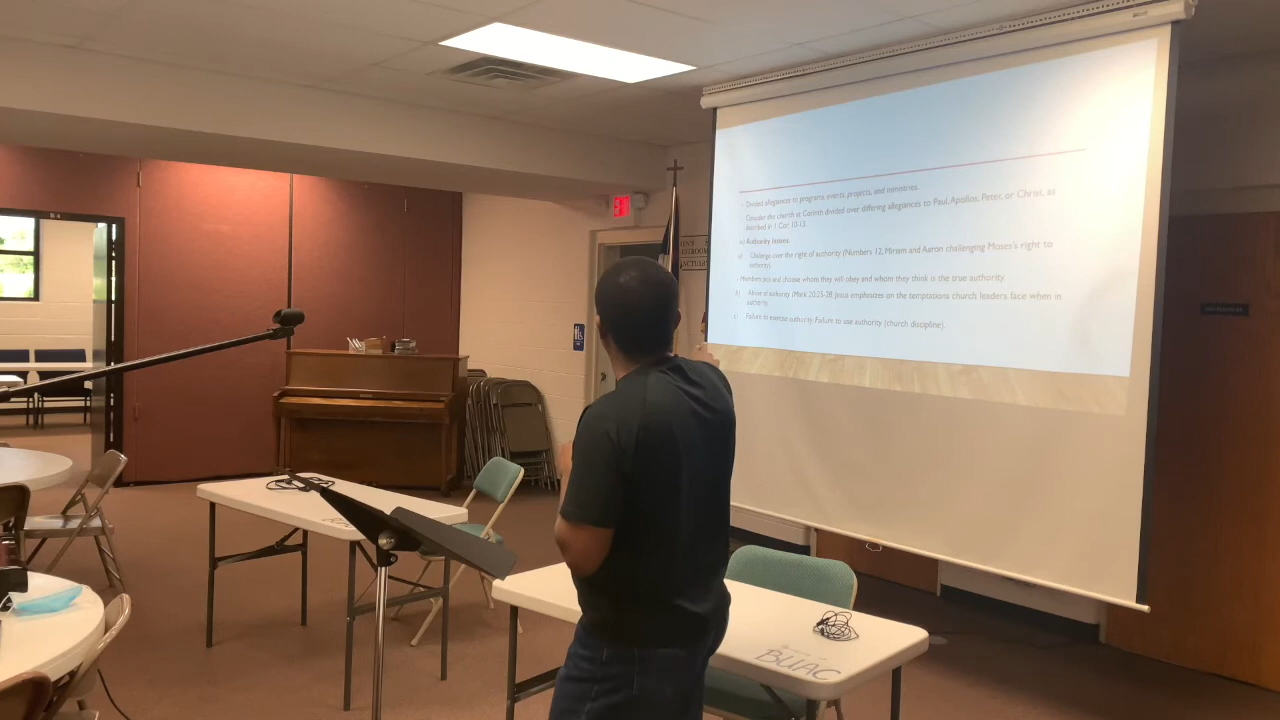 EXIT
- Divided allegiances to programs, events, projects, and ministries.
Consider the church at Corinth divided over differing allegiances to Paul, Apollos, Peter, or Christ, as
described in 1 Cor 10-13.
Authority issues.
Challenge over the right of authority (Numbers 12, Miriam and Aaron challenging Moses's right to
authority).
- Members pick and choose whom they will obey and whom they think is the true authority.
b) Abuse of authority (Mark 20:25-28 Jesus emphasizes on the temptations church leaders face when in
authority.
Failure to exercise authority: Failure to use authority (church discipline).
BUAC